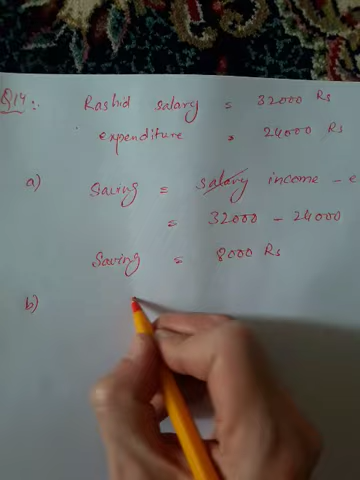 Q14:. Rashid salary = 32000 Rs
expenditure = 24000 Rs
a) Saving = salary income - e
= 32000 - 24000
Saving = 8000 Rs
b)